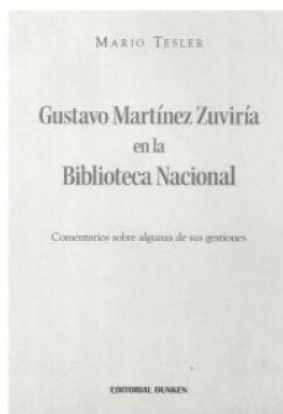 MARIO TESLER
Gustavo Martínez Zuviría
en la
Biblioteca Nacional
Comentarios sobre algunas de sus gestiones
EDITORIAL DUNKEN